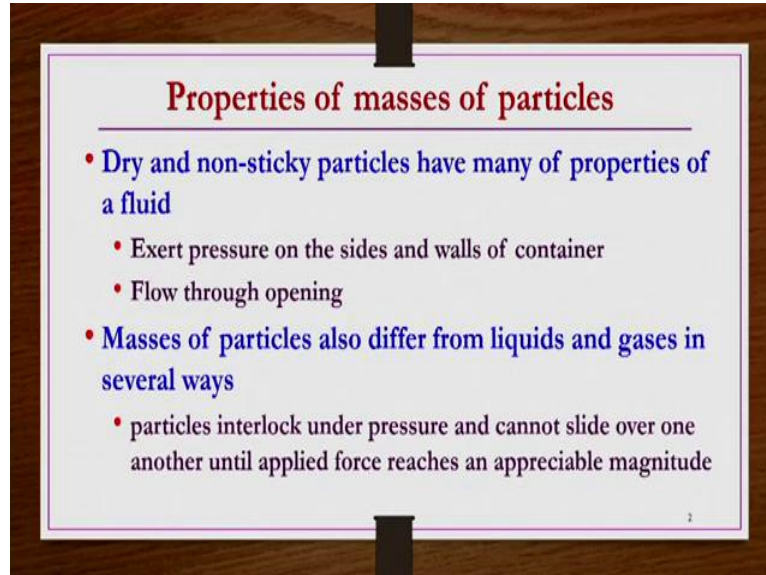 Properties of masses of particles
• Dry and non-sticky particles have many of properties of
a fluid
• Exert pressure on the sides and walls of container
• Flow through opening
• Masses of particles also differ from liquids and gases in
several ways
• particles interlock under pressure and cannot slide over one
another until applied force reaches an appreciable magnitude
2